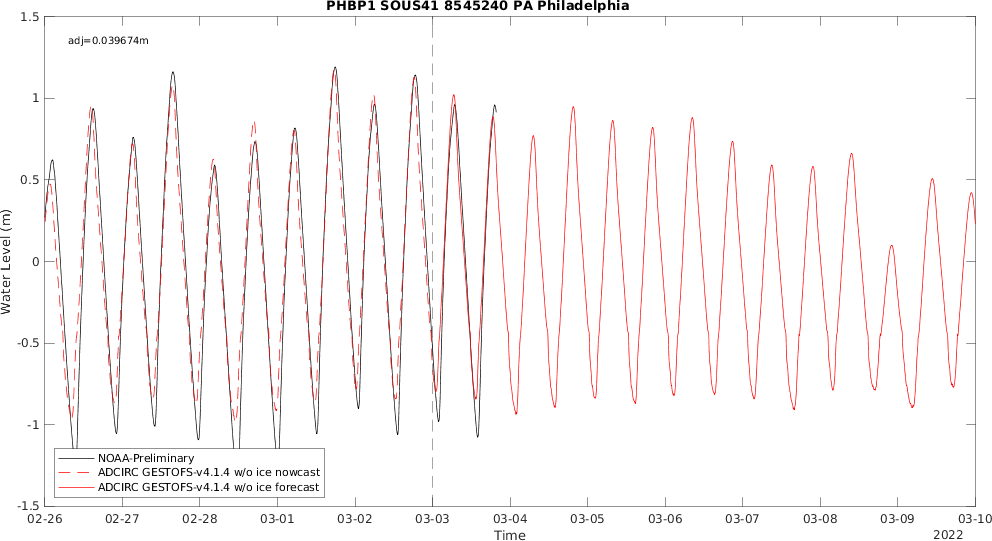 PHBP1 SOUS41 8545240 PA Philadelphia
adj=0.039674m
1.5
1
0.5
0
-0.5
-1
-1.5
Water Level (m)
NOAA-Preliminary
ADCIRC GESTOFS-v4.1.4 w/o ice nowcast
ADCIRC GESTOFS-v4.1.4 w/o ice forecast
02-26 02-27 02-28 03-01 03-02 03-03 03-04 03-05 03-06 03-07 03-08 03-09 03-10
Time
2022